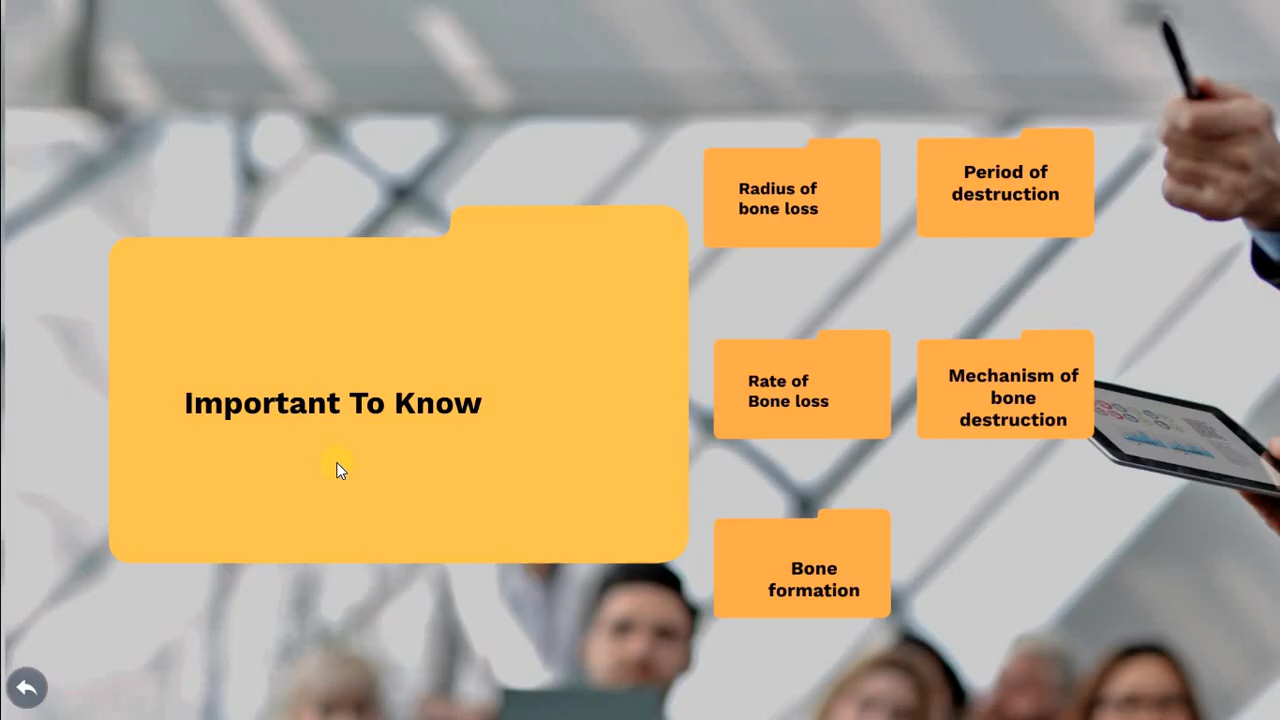 Important To Know
Radius of
bone loss
Period of
destruction
Rate of
Bone loss
Mechanism of
bone
destruction
Bone
formation